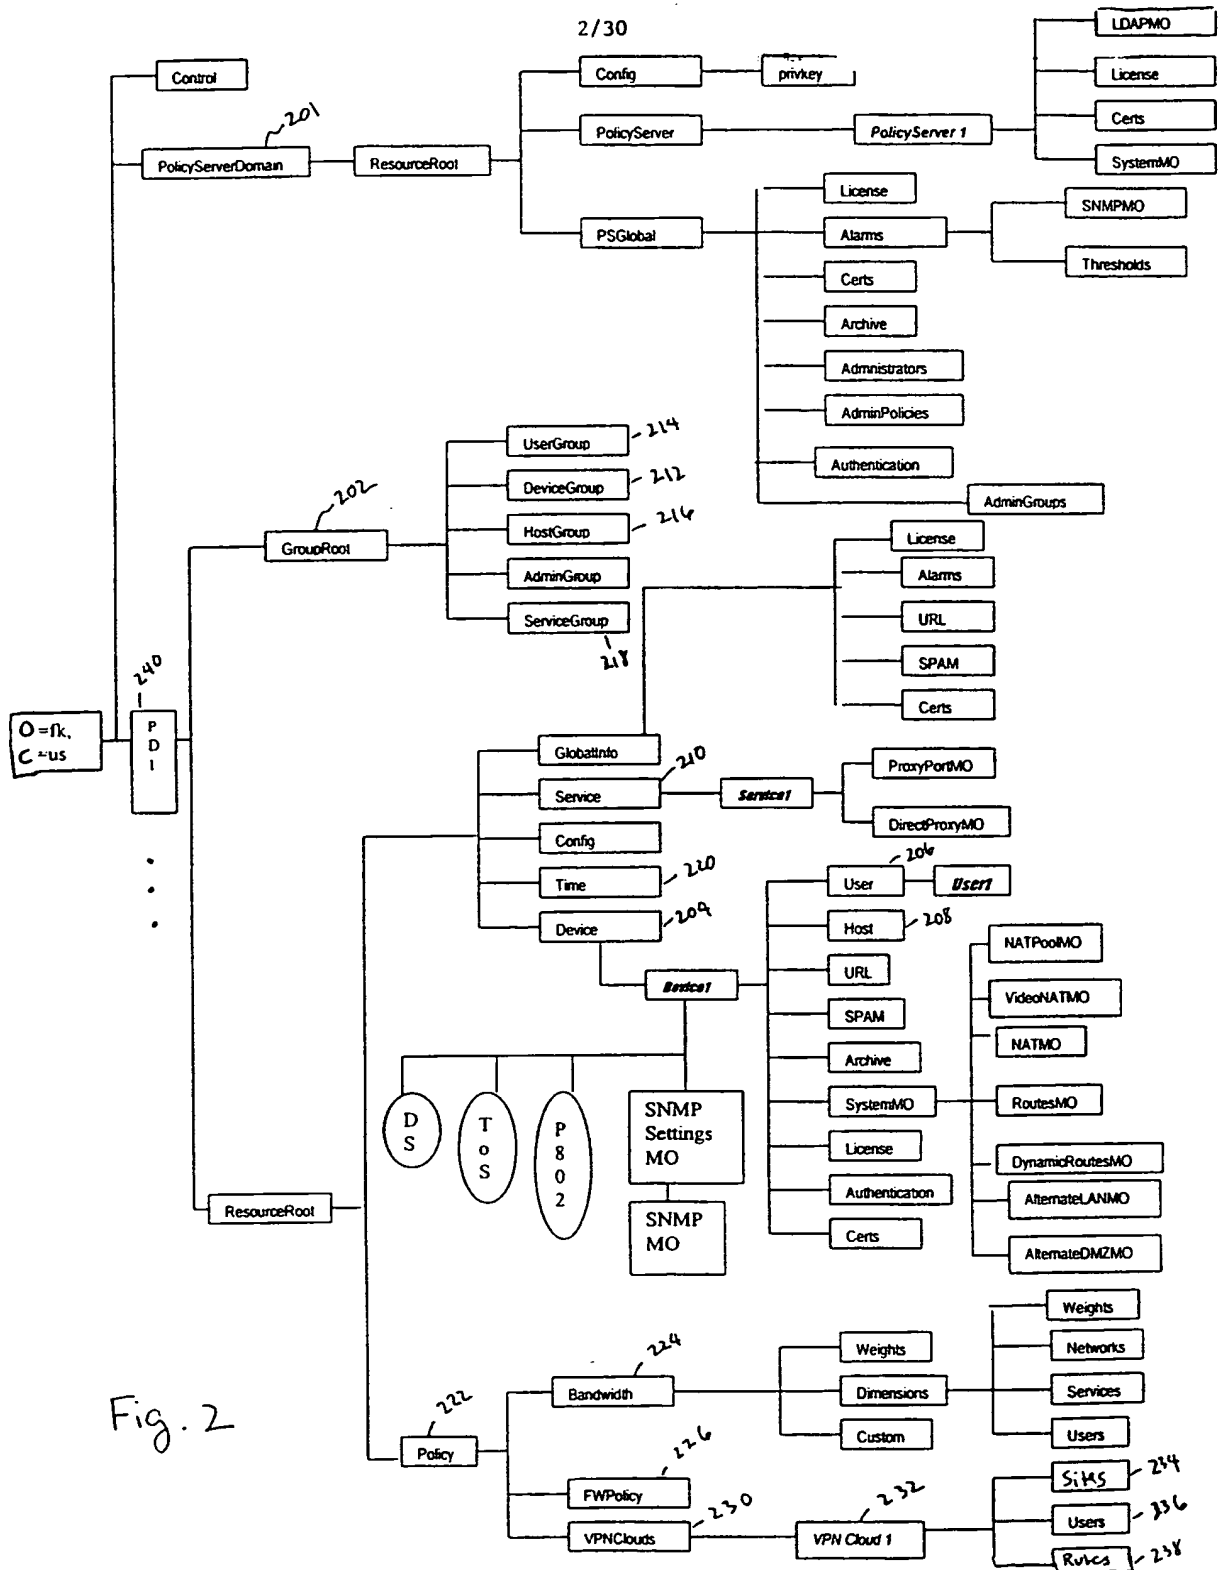 2/30
LDAPMO
Control
Config
privkey
License
201
PolicyServer
PolicyServer 1
Certs
PolicyServerDomain
ResourceRoot
SystemMO
License
SNMPMO
PSGlobal
Alarms
Thresholds
Certs
Archive
Admnistrators
AdminPolicies
UserGroup
214
Authentication
202
DeviceGroup
212
AdminGroups
HostGroup
216
GroupRoot
License
AdminGroup
Alarms
ServiceGroup
URL
218
SPAM
240
Certs
O=fk,
C=us
P
D
I
GlobalInfo
210
ProxyPortMO
Service
Service1
DirectProxyMO
Config
206
Time
220
User
User1
Device
204
Host
208
NATPoolMO
URL
Device1
VideoNATMO
SPAM
NATMO
Archive
SystemMO
RoutesMO
D
S
T
o
S
P
8
0
2
SNMP
Settings
MO
License
DynamicRoutesMO
Authentication
AlternateLANMO
ResourceRoot
SNMP
MO
Certs
AlternateDMZMO
Weights
224
Weights
Networks
Bandwidth
Dimensions
Services
Fig. 2
222
Custom
Users
Policy
226
Sites
234
FWPolicy
230
232
Users
236
VPNClouds
VPN Cloud 1
Rules
238